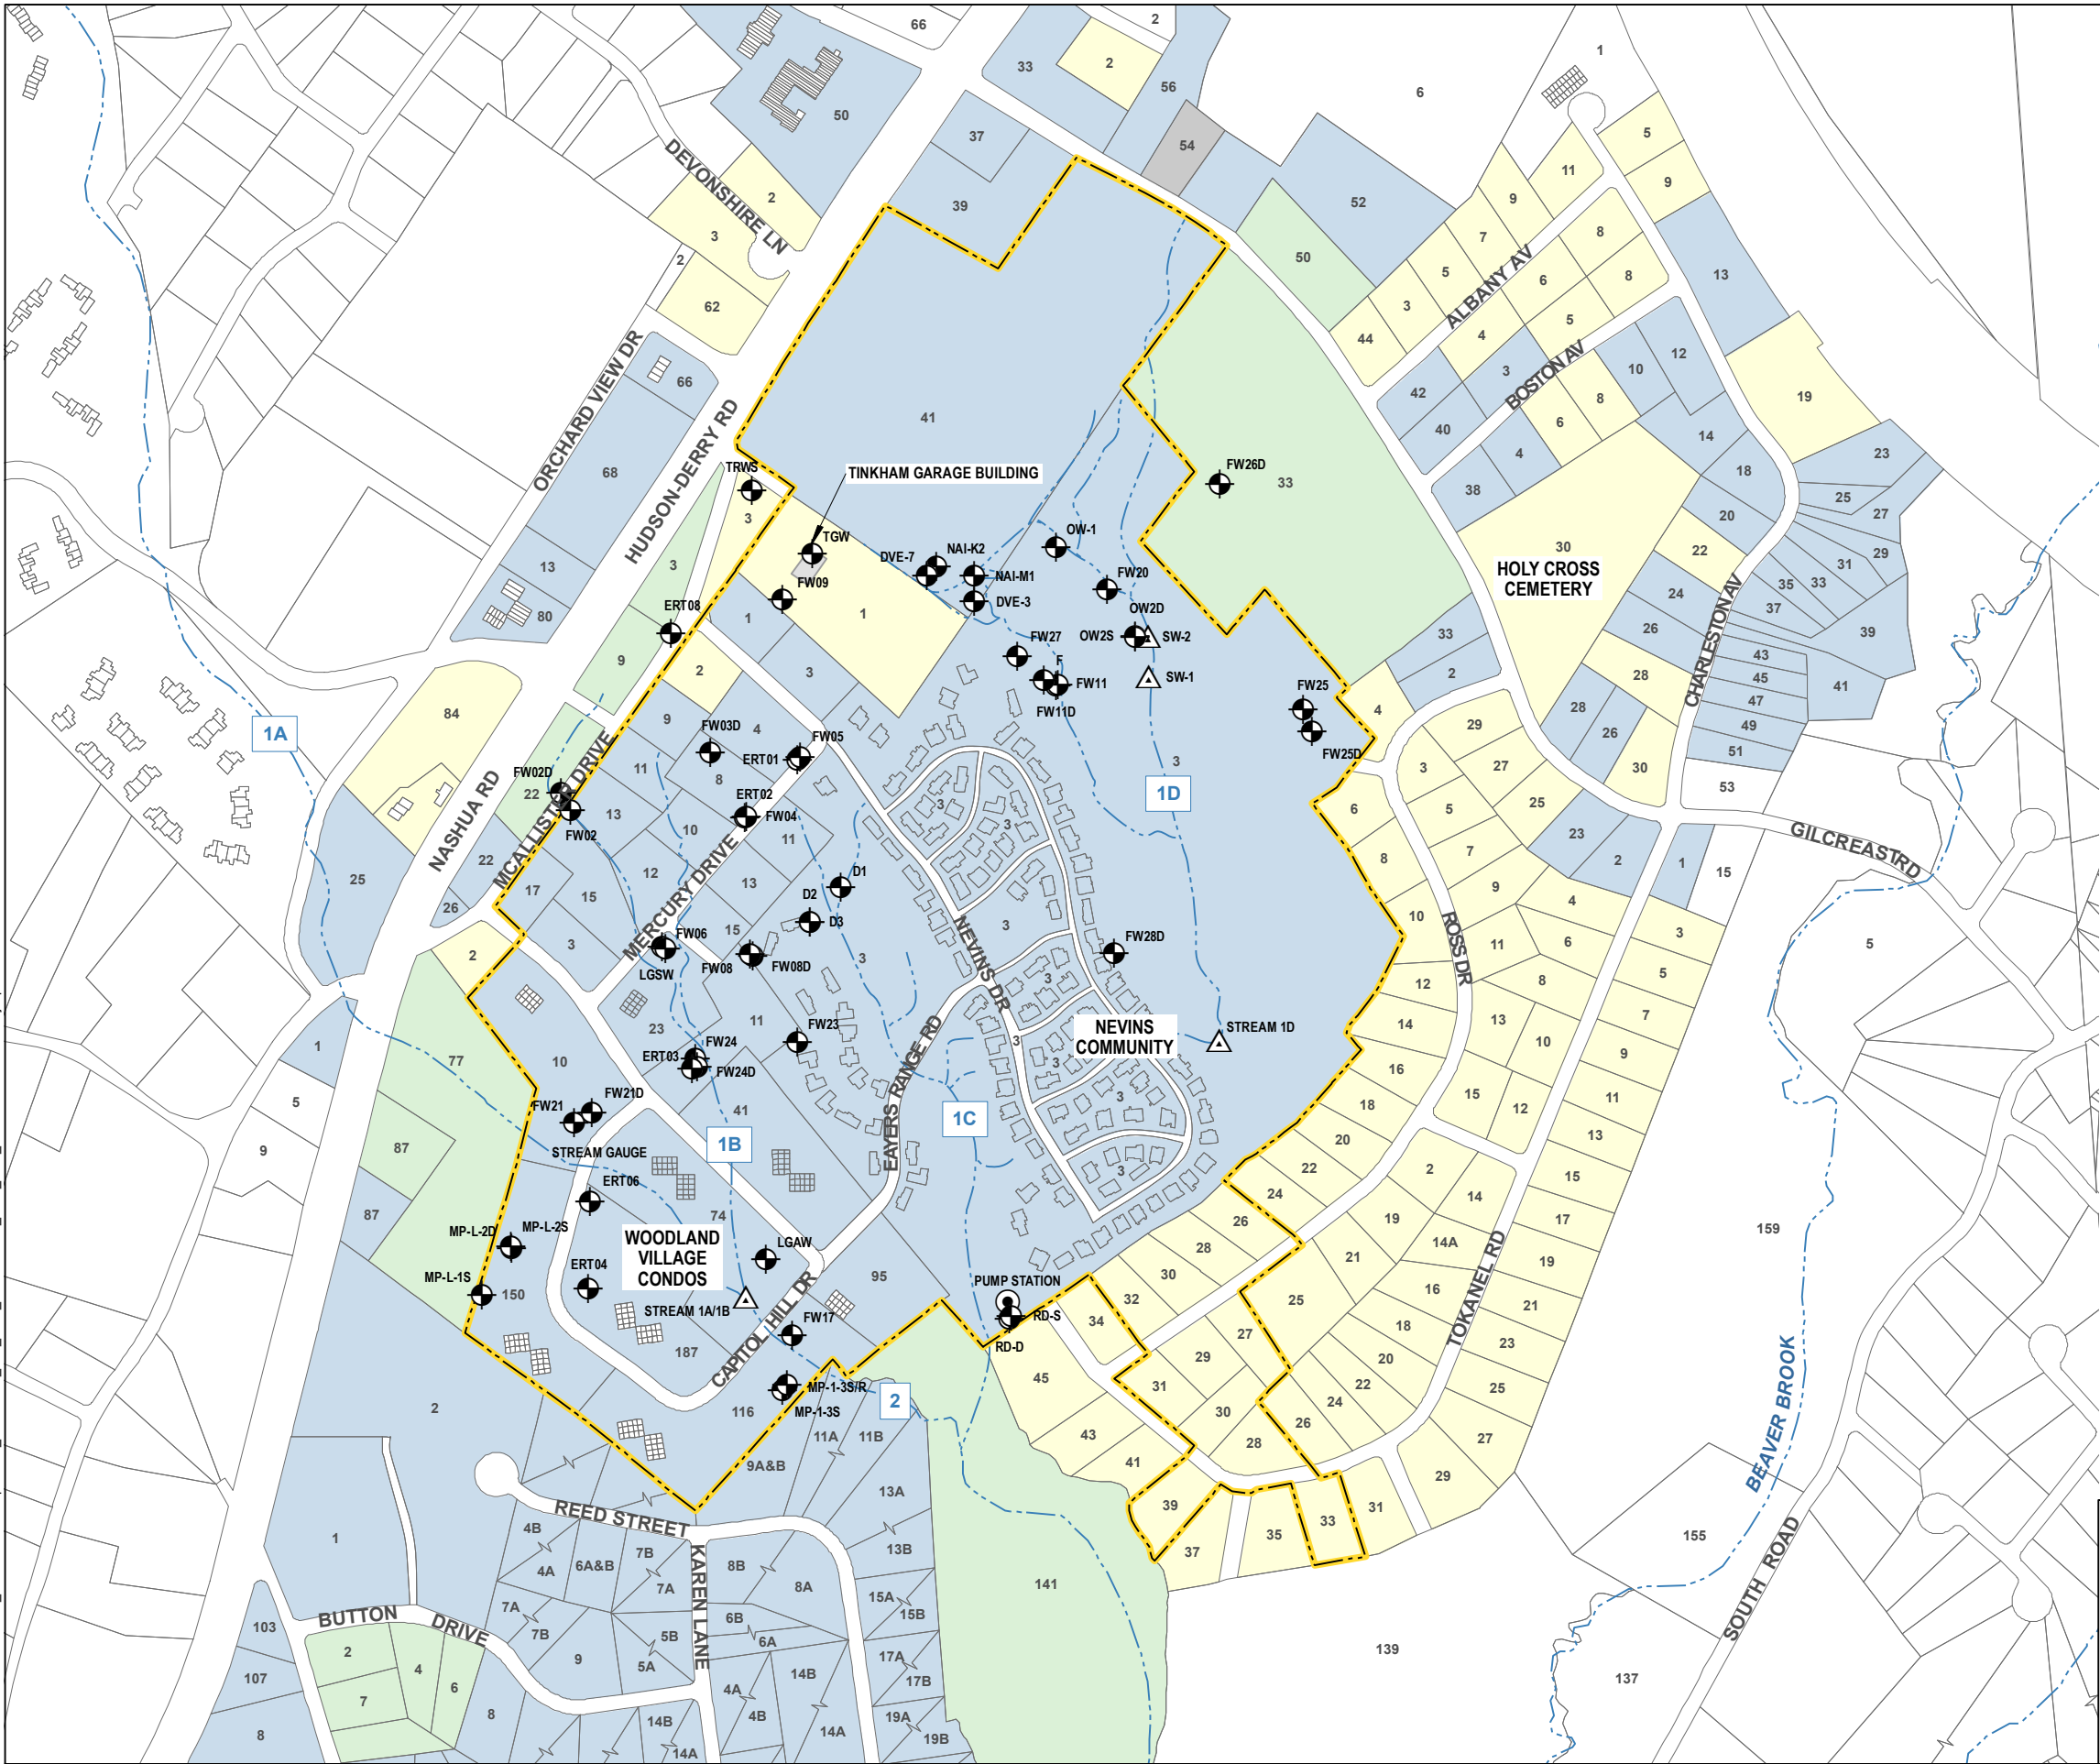 66
2
33
2
1
56
6
50
37
54
5
11
9
9
DEVONSHIRE LN
2
39
52
7
8
3
50
5
ALBANY AV
8
13
2
6
3
62
5
4
44
ORCHARD VIEW DR
66
12
3
BOSTON AV
10
42
8
19
HUDSON-DERRY RD
41
40
6
14
4
23
68
TINKHAM GARAGE BUILDING
TRWS
FW26D
33
18
38
25
3
20
27
TGW
OW-1
30
22
NAI-K2
DVE-7
HOLY CROSS
CEMETERY
29
13
3
NAI-M1
FW20
31
35
33
24
FW09
DVE-3
37
80
ERT08
1
1
OW2D
26
39
OW2S
SW-2
33
CHARLESTON AV
FW27
43
9
2
3
F
SW-1
2
28
45
41
FW11
47
84
9
FW25
4
28
FW11D
49
1A
FW03D
4
29
26
FW05
FW25D
51
MCALLISTER DRIVE
11
ERT01
3
3
27
30
8
53
FW02D
22
ERT02
1D
25
13
FW04
3
6
5
FW02
10
3
23
GILCREAST RD
NASHUA RD
11
7
2
22
12
8
1
15
25
MERCURY DRIVE
13
D1
9
17
15
4
26
D2
D3
NEVINS DR
10
15
3
ROSS DR
3
2
3
FW06
11
6
FW28D
5
LGSW
FW08
FW08D
3
5
12
8
3
7
11
23
FW23
NEVINS
COMMUNITY
STREAM 1D
14
13
1
10
77
10
FW24
3
ERT03
3
9
FW24D
EAYERS RANGE RD
16
5
FW21D
15
11
FW21
41
1C
3
18
12
1B
13
87
9
20
STREAM GAUGE
3
22
2
15
ERT06
24
14
87
74
19
17
26
159
MP-L-2D
MP-L-2S
WOODLAND
VILLAGE
CONDOS
14A
28
21
LGAW
19
ERT04
30
MP-L-1S
150
95
PUMP STATION
16
TOKANEL RD
STREAM 1A/1B
32
25
21
RD-S
34
FW17
18
27
23
RD-D
187
CAPITOL HILL DR
29
20
45
31
22
25
MP-1-3S/R
2
2
24
BEAVER BROOK
116
MP-1-3S
30
26
11A
11B
43
28
27
9A&B
41
29
13A
39
31
REED STREET
33
4B
35
155
1
7B
13B
37
SOUTH ROAD
4A
6A&B
8B
KAREN LANE
7A
8A
141
15A
7A
15B
BUTTON DRIVE
6B
103
7B
5B
6A
2
139
17A
4
9
5A
107
14B
137
6
17B
7
4A
8
4B
19A
14B
8
14A
19B
14A